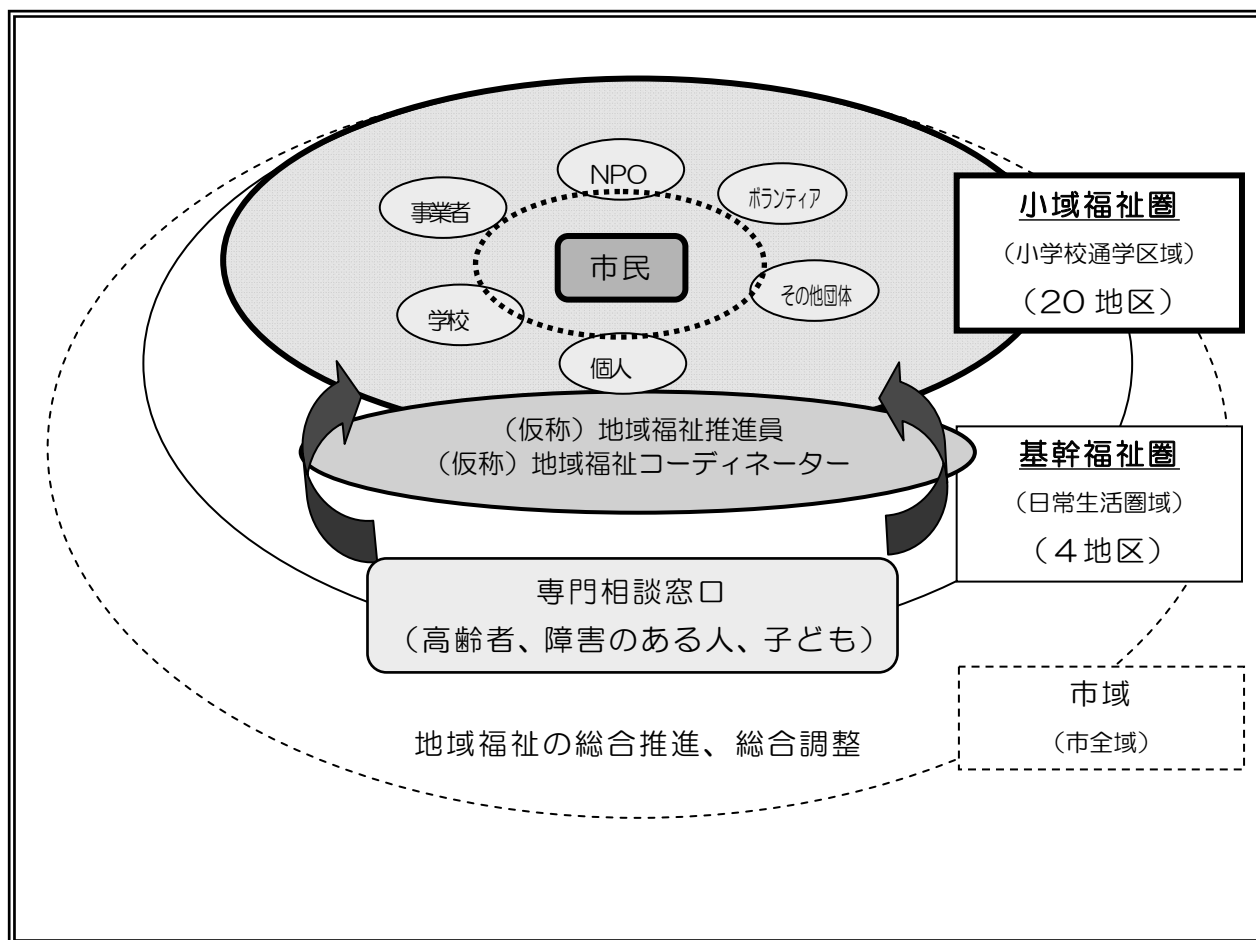 NPO
ボランティア
事業者
市民
その他団体
学校
個人
小域福祉圏
（小学校通学区域）
（20 地区）
（仮称）地域福祉推進員
（仮称）地域福祉コーディネーター
基幹福祉圏
（日常生活圏域）
（４地区）
専門相談窓口
（高齢者、障害のある人、子ども）
市域
（市全域）
地域福祉の総合推進、総合調整